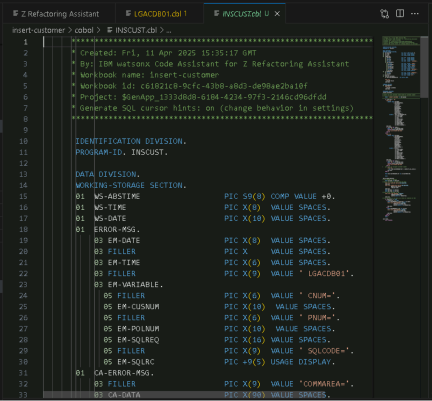 Z Refactoring Assistant LGACDB01.cbl 1 INSCUST.cbl
insert-customer > cobol > INSCUST.cbl > ...
1 ****************************************************************
2 * Created: Fri, 11 Apr 2025 15:35:17 GMT
3 * By: IBM watsonx Code Assistant for Z Refactoring Assistant
4 * Workbook name: insert-customer
5 * Workbook id:
6 * Project:
7 * Generate SQL cursor hints: on (change behavior in settings)
8 ****************************************************************
9
10 IDENTIFICATION DIVISION.
11 PROGRAM-ID. INSCUST.
12
13 DATA DIVISION.
14 WORKING-STORAGE SECTION.
15 01 WS-ABSTIME PIC S9(8) COMP VALUE +0.
16 01 WS-TIME PIC X(8) VALUE SPACES.
17 01 WS-DATE PIC X(10) VALUE SPACES.
18 01 ERROR-MSG.
19 03 EM-DATE PIC X(8) VALUE SPACES.
20 03 FILLER PIC X VALUE SPACES.
21 03 EM-TIME PIC X(6) VALUE SPACES.
22 03 FILLER PIC X(9) VALUE ' LGACDB01'.
23 03 EM-VARIABLE.
24 05 FILLER PIC X(6) VALUE ' CNUM='.
25 05 EM-CUSNUM PIC X(10) VALUE SPACES.
26 05 FILLER PIC X(6) VALUE ' PNUM='.
27 05 EM-POLNUM PIC X(10) VALUE SPACES.
28 05 EM-SQLREQ PIC X(16) VALUE SPACES.
29 05 FILLER PIC X(9) VALUE ' SQLCODE='.
30 05 EM-SQLRC PIC +9(5) USAGE DISPLAY.
31 01 CA-ERROR-MSG.
32 03 FILLER PIC X(9) VALUE 'COMMAREA='.
33 03 CA-DATA PIC X(90) VALUE SPACES.